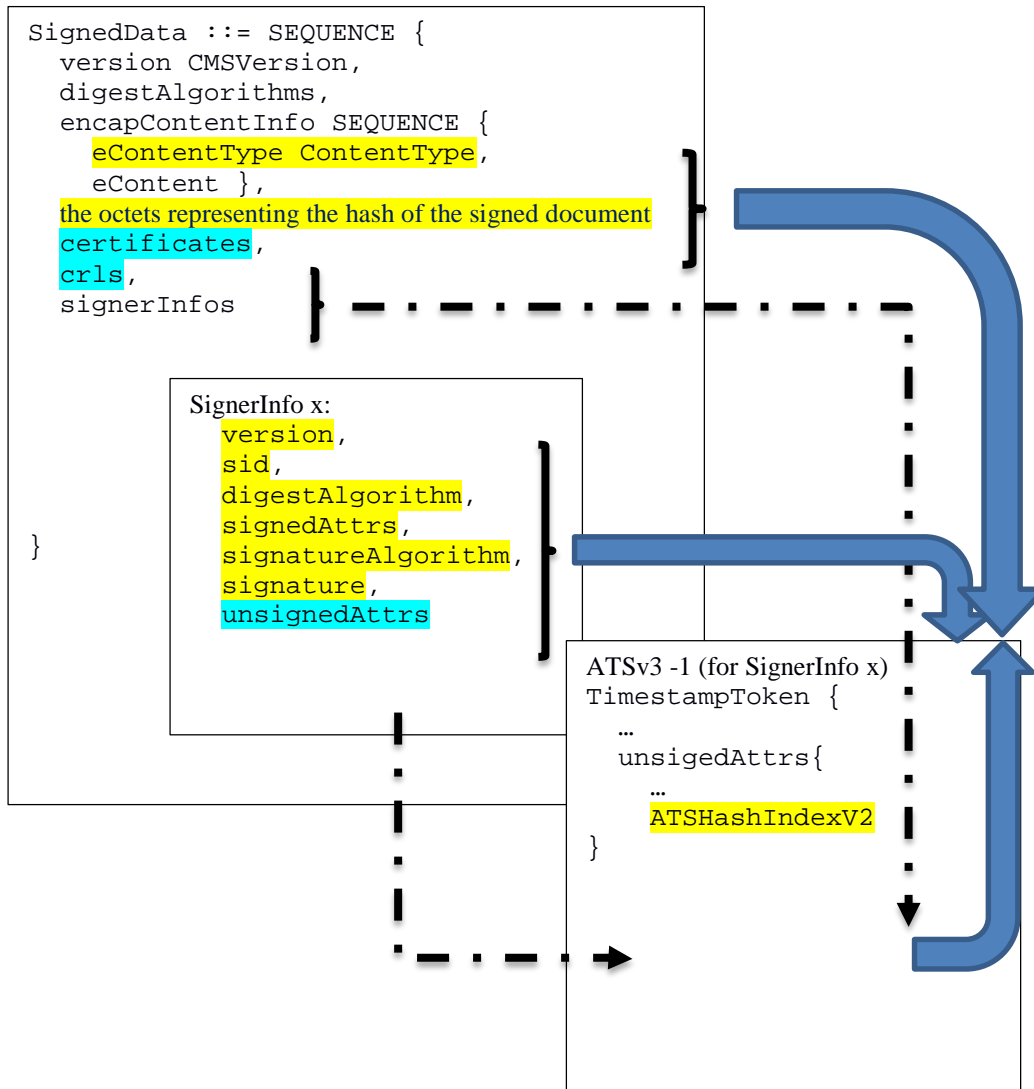 SignedData ::= SEQUENCE {
version CMSVersion,
digestAlgorithms,
encapContentInfo SEQUENCE {
eContentType ContentType,
eContent },
the octets representing the hash of the signed document
certificates,
crls,
signerInfos
SignerInfo x:
version,
sid,
digestAlgorithm,
signedAttrs,
signatureAlgorithm,
signature,
unsignedAttrs
}
ATSv3 -1 (for SignerInfo x)
TimestampToken {
…
unsigedAttrs{
…
ATSHashIndexV2
}